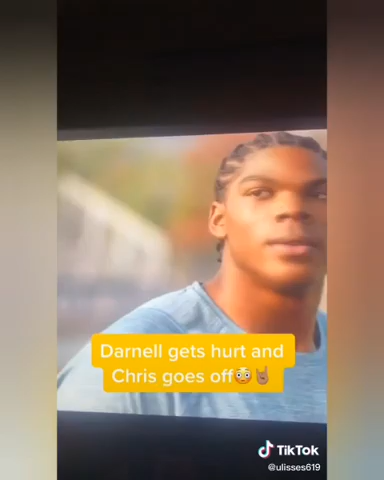 Darnell gets hurt and
Chris goes off😳🤘🏽
TikTok
@ulisses619